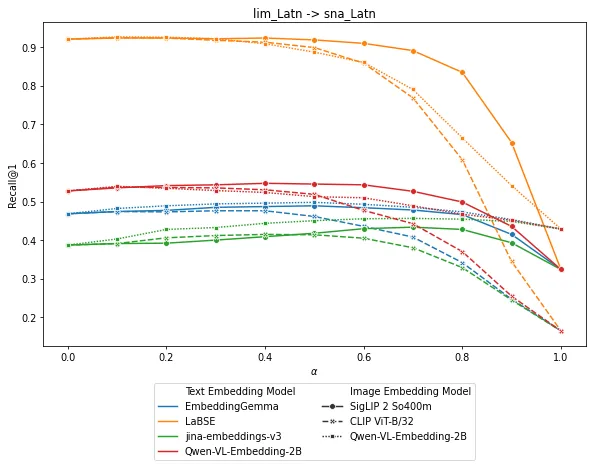 lim_Latn -> sna_Latn
Recall@1
0.9
0.8
0.7
0.6
0.5
0.4
0.3
0.2
0.0 0.2 0.4 0.6 0.8 1.0
α
Text Embedding Model
EmbeddingGemma
LaBSE
jina-embeddings-v3
Qwen-VL-Embedding-2B
Image Embedding Model
SigLIP 2 So400m
CLIP ViT-B/32
Qwen-VL-Embedding-2B